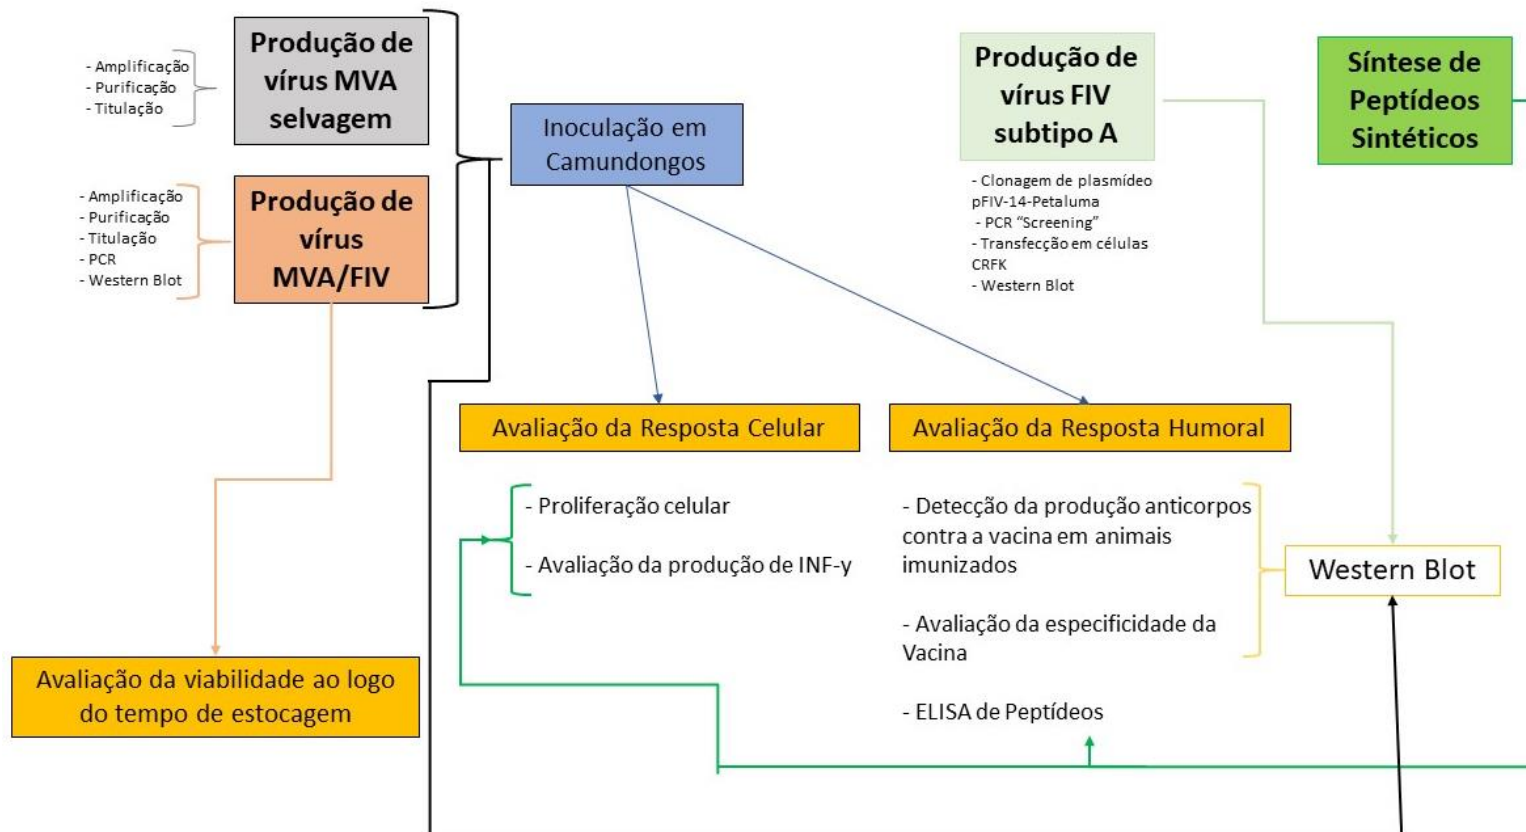 - Amplificação
- Purificação
- Titulação
Produção de
vírus MVA
selvagem
- Amplificação
- Purificação
- Titulação
- PCR
- Western Blot
Produção de
vírus
MVA/FIV
Inoculação em
Camundongos
Produção de
vírus FIV
subtipo A
- Clonagem de plasmídeo
pFIV-14-Petaluma
- PCR “Screening”
- Transfecção em células
CRFK
- Western Blot
Síntese de
Peptídeos
Sintéticos
Avaliação da Resposta Celular
- Proliferação celular
- Avaliação da produção de INF-y
Avaliação da Resposta Humoral
- Detecção da produção anticorpos
contra a vacina em animais
imunizados
- Avaliação da especificidade da
Vacina
- ELISA de Peptídeos
Western Blot
Avaliação da viabilidade ao logo
do tempo de estocagem